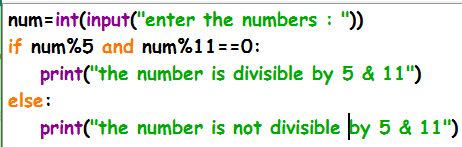 num=int(input("enter the numbers : "))
if num%5 and num%11==0:
    print("the number is divisible by 5 & 11")
else:
    print("the number is not divisible by 5 & 11")